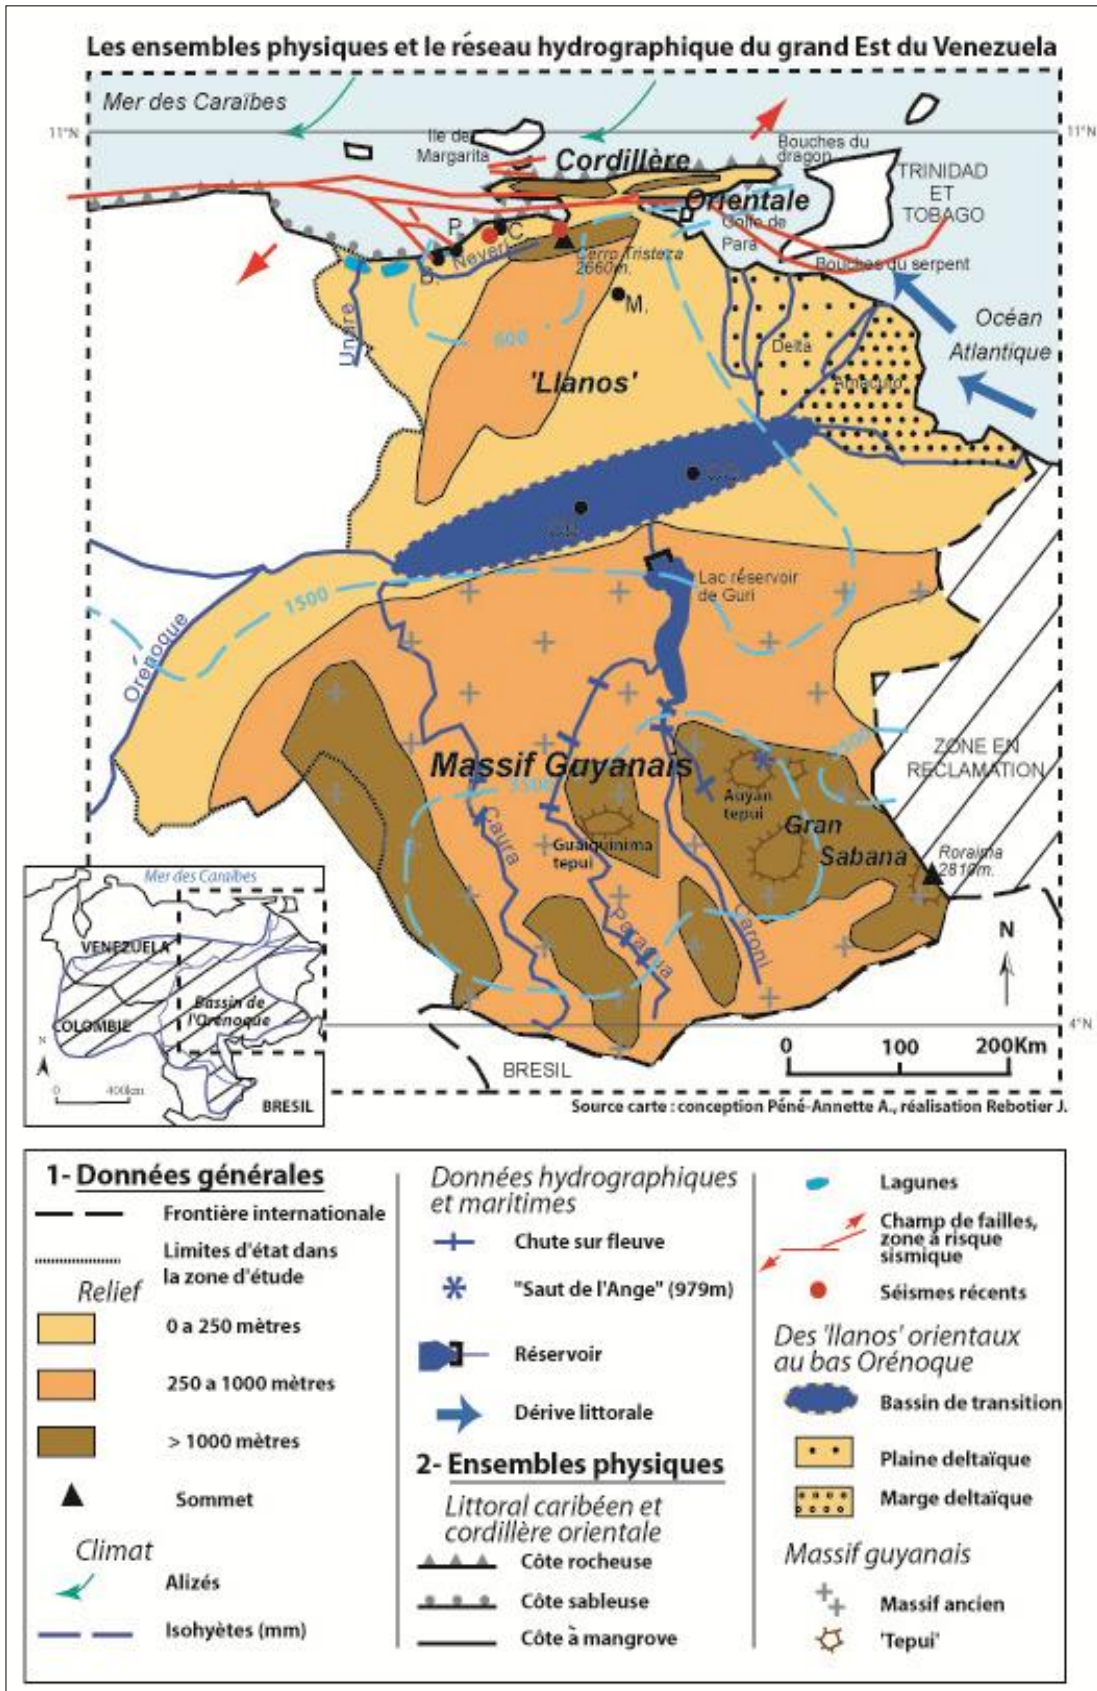 Les ensembles physiques et le réseau hydrographique du grand Est du Venezuela
Mer des Caraïbes
11°N
11°N
Ile de
Margarita
Cordillère
Orientale
Bouches du
dragon
TRINIDAD
ET
TOBAGO
Golfe de
Para
Bouches du serpent
P.
C.
B.
Neveri
Cerro Tristeza
2660m.
M.
Unare
600
'Llanos'
Delta
Amacuro
Océan
Atlantique
Lac réservoir
de Guri
1500
Orénoque
ZONE EN
RECLAMATION
Massif Guyanais
3500
Auyan
tepui
Gran
Sabana
Guaiquinima
tepui
Roraima
2810m.
Caura
Paragua
Caroni
N
4°N
BRESIL
0 100 200Km
Source carte : conception Péné-Annette A., réalisation Rebotier J.
Mer des Caraïbes
VENEZUELA
COLOMBIE
Bassin de
l'Orénoque
N
0 400km
BRESIL
1- Données générales
Frontière internationale
Limites d'état dans
la zone d'étude
Relief
0 a 250 mètres
250 a 1000 mètres
> 1000 mètres
Sommet
Climat
Alizés
Isohyètes (mm)
Données hydrographiques
et maritimes
Chute sur fleuve
"Saut de l'Ange" (979m)
Réservoir
Dérive littorale
2- Ensembles physiques
Littoral caribéen et
cordillère orientale
Côte rocheuse
Côte sableuse
Côte à mangrove
Lagunes
Champ de failles,
zone à risque
sismique
Séismes récents
Des 'llanos' orientaux
au bas Orénoque
Bassin de transition
Plaine deltaïque
Marge deltaïque
Massif guyanais
Massif ancien
'Tepui'